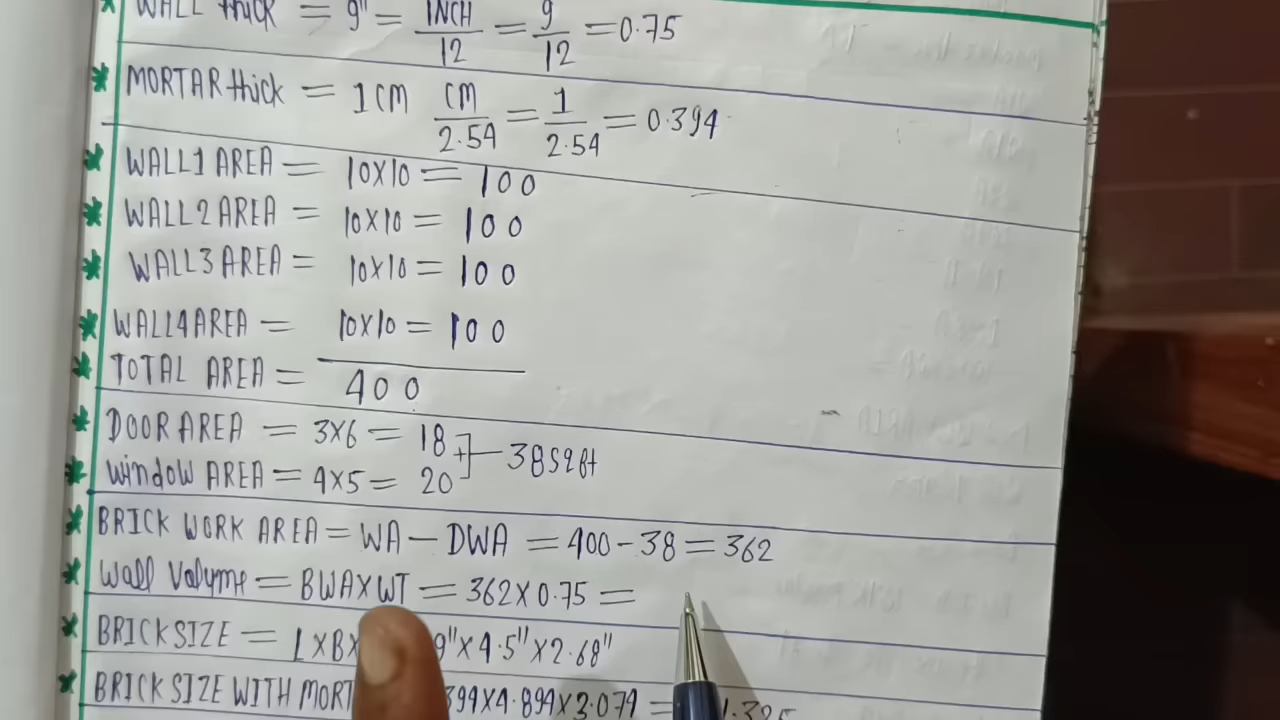 WALL thick = 9" = INCH/12 = 9/12 = 0.75
MORTAR thick = 1CM CM/2.54 = 1/2.54 = 0.394
WALL1 AREA = 10X10 = 100
WALL2 AREA = 10X10 = 100
WALL3 AREA = 10X10 = 100
WALL4 AREA = 10X10 = 100
TOTAL AREA = 400
DOOR AREA = 3X6 = 18
+ 38 sqft
WINDOW AREA = 4X5 = 20
BRICK WORK AREA = WA - DWA = 400 - 38 = 362
Wall Valyme = BWA X WT = 362 X 0.75 =
BRICK SIZE = LXBX 9" X 4.5" X 2.68"
BRICK SIZE WITH MORT 394 X 4.894 X 3.074 =